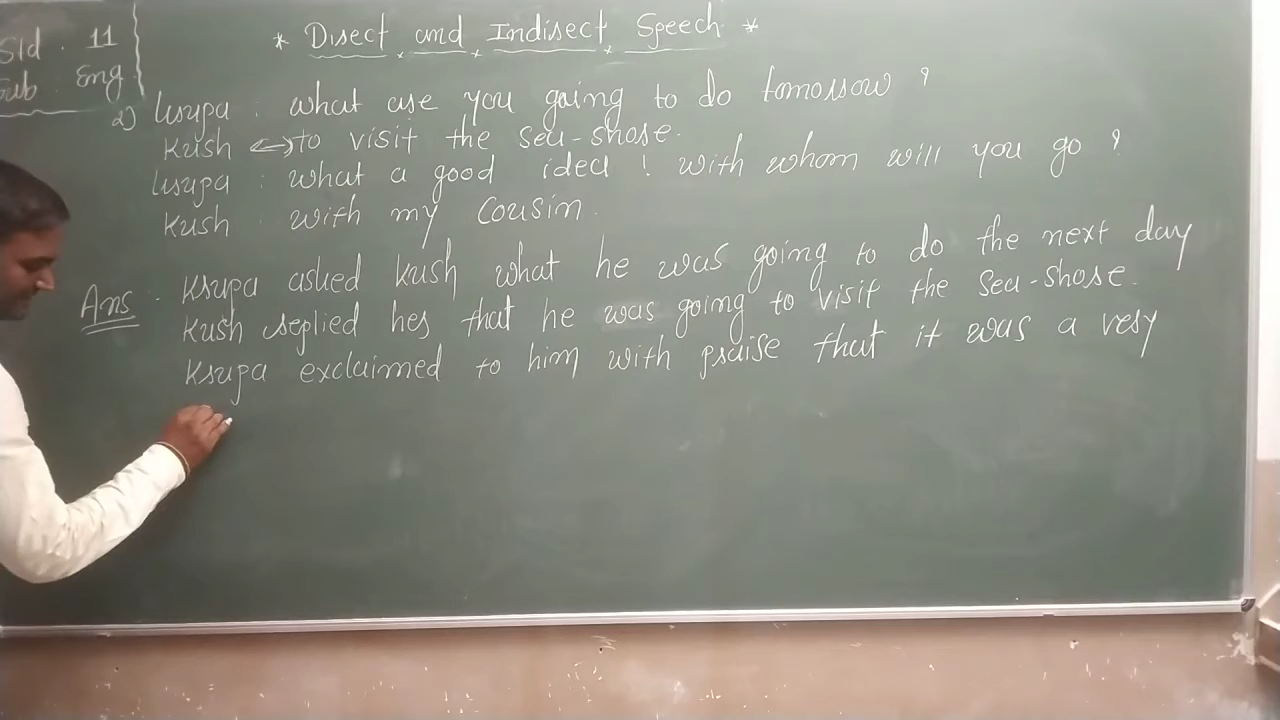 Std. 11
Sub. Eng
* Direct and Indirect Speech *
2) Krupa : what are you going to do tomorrow ?
Kush <-> to visit the sea-shore.
Krupa : what a good idea ! with whom will you go ?
Kush : with my cousin.
Ans. Krupa asked kush what he was going to do the next day
Kush replied her that he was going to visit the sea-shore.
Krupa exclaimed to him with praise that it was a very